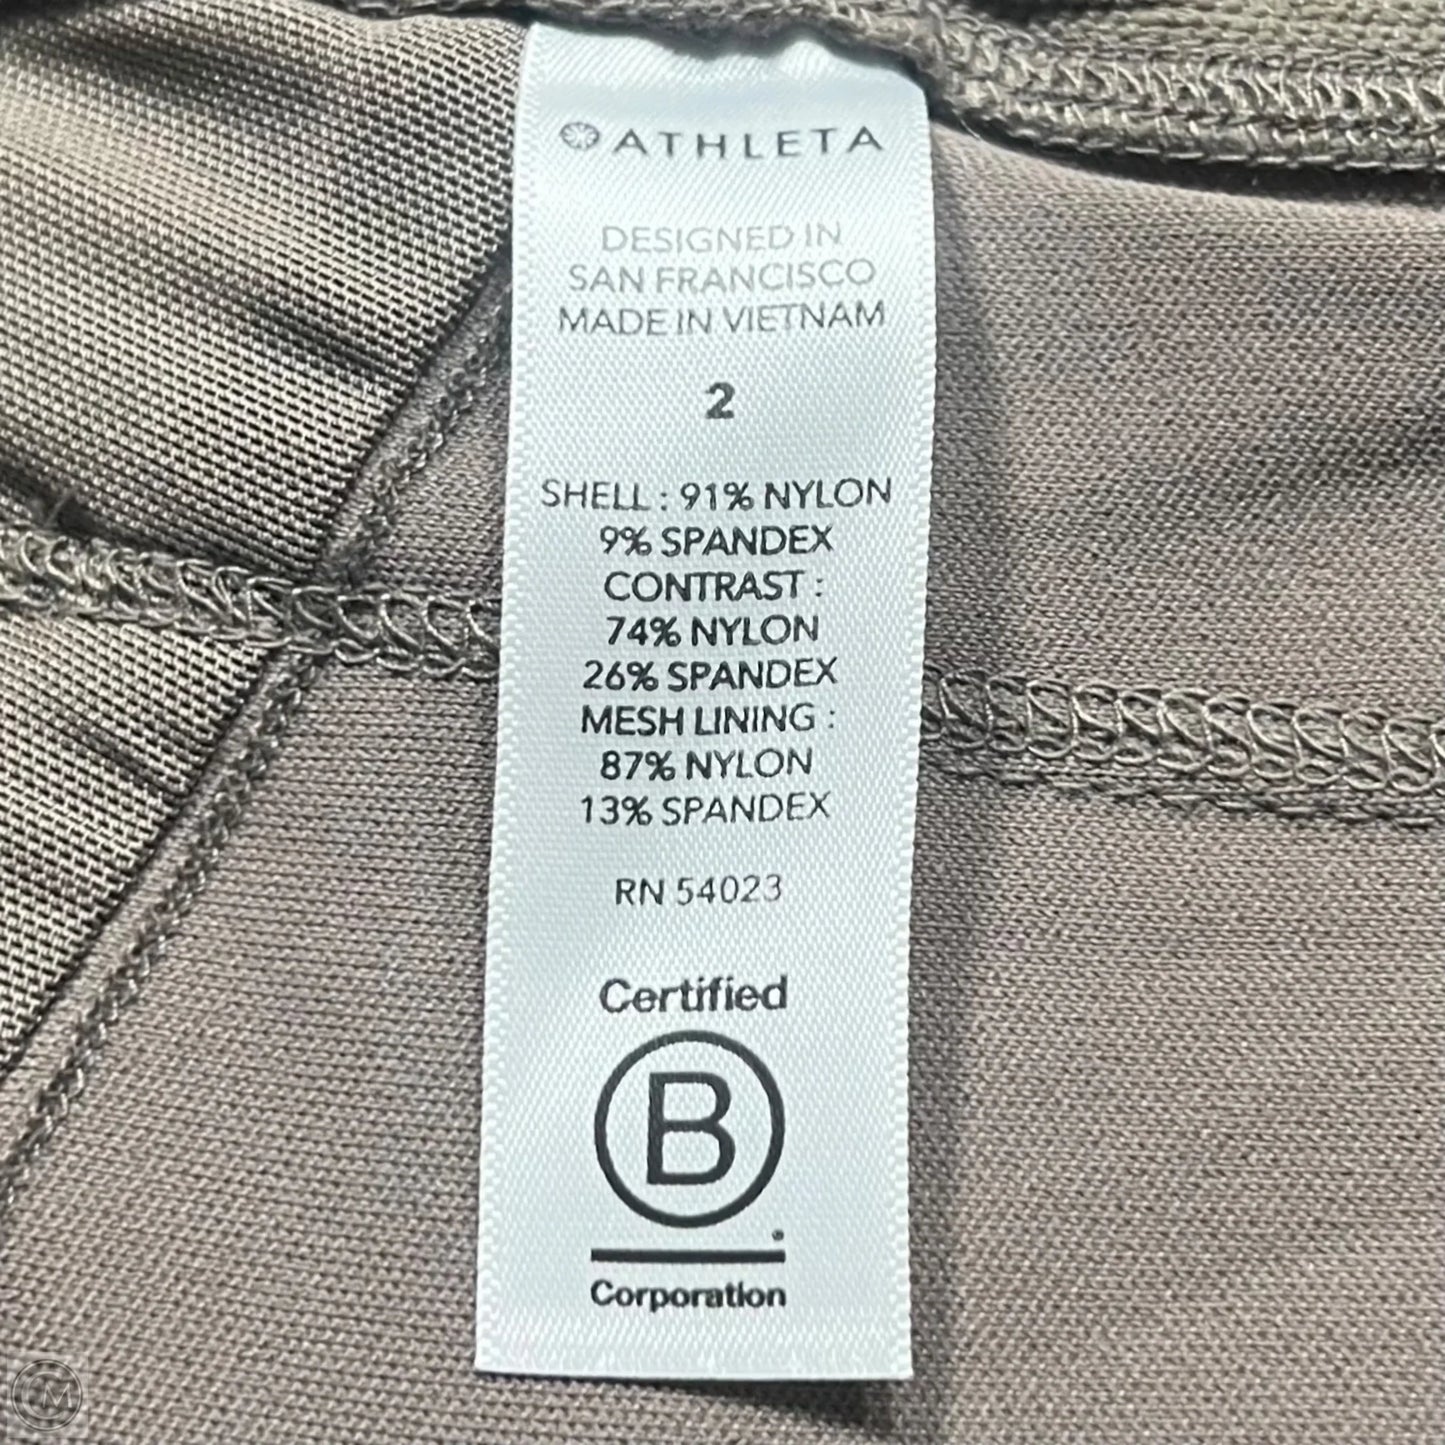 ATHLETA
DESIGNED IN
SAN FRANCISCO
MADE IN VIETNAM
2
SHELL : 91% NYLON
9% SPANDEX
CONTRAST :
74% NYLON
26% SPANDEX
MESH LINING :
87% NYLON
13% SPANDEX
RN 54023
Certified
B
Corporation
CM